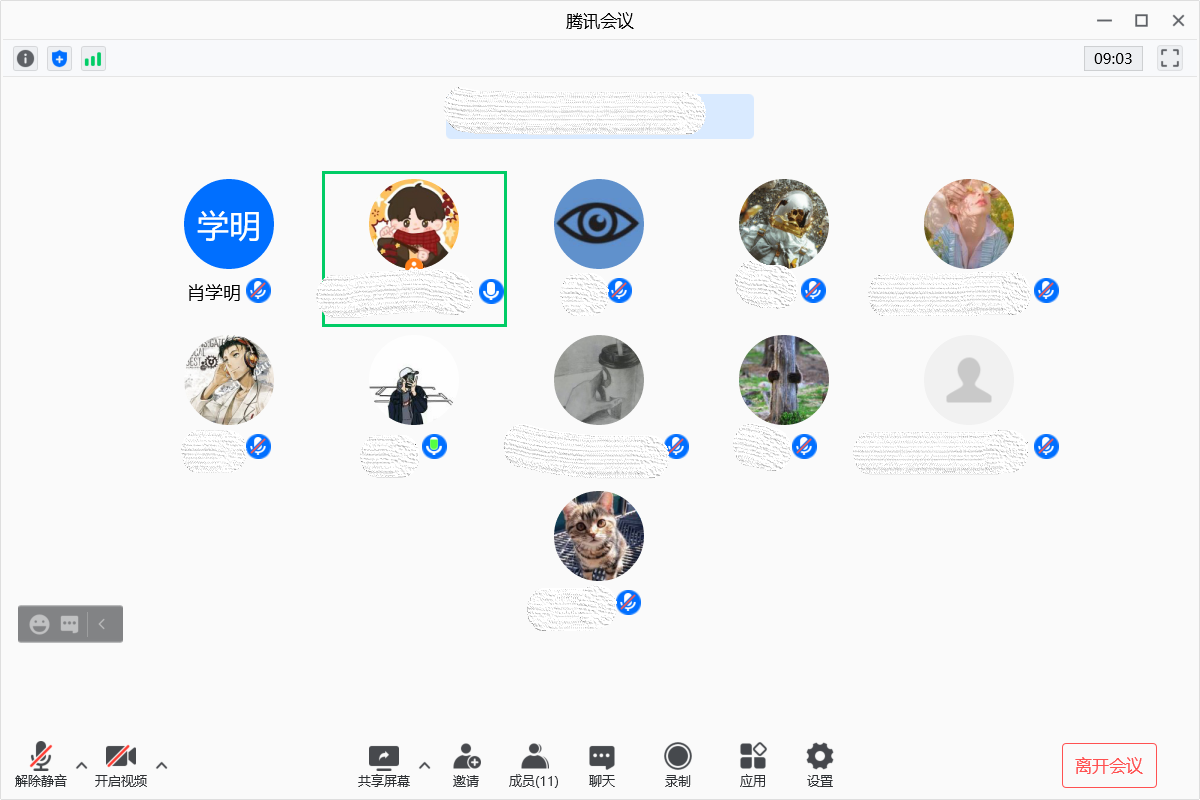 腾讯会议
09:03
学明
肖学明
解除静音
开启视频
共享屏幕
邀请
成员(11)
聊天
录制
应用
设置
离开会议